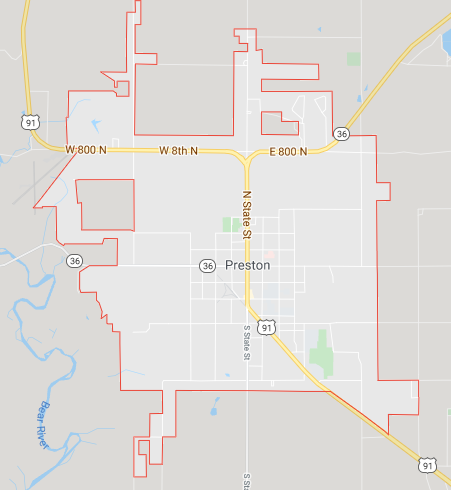 91
36
W 800 N
W 8th N
E 800 N
N State St
36
36
Preston
91
S State St
Bear River
91
S St